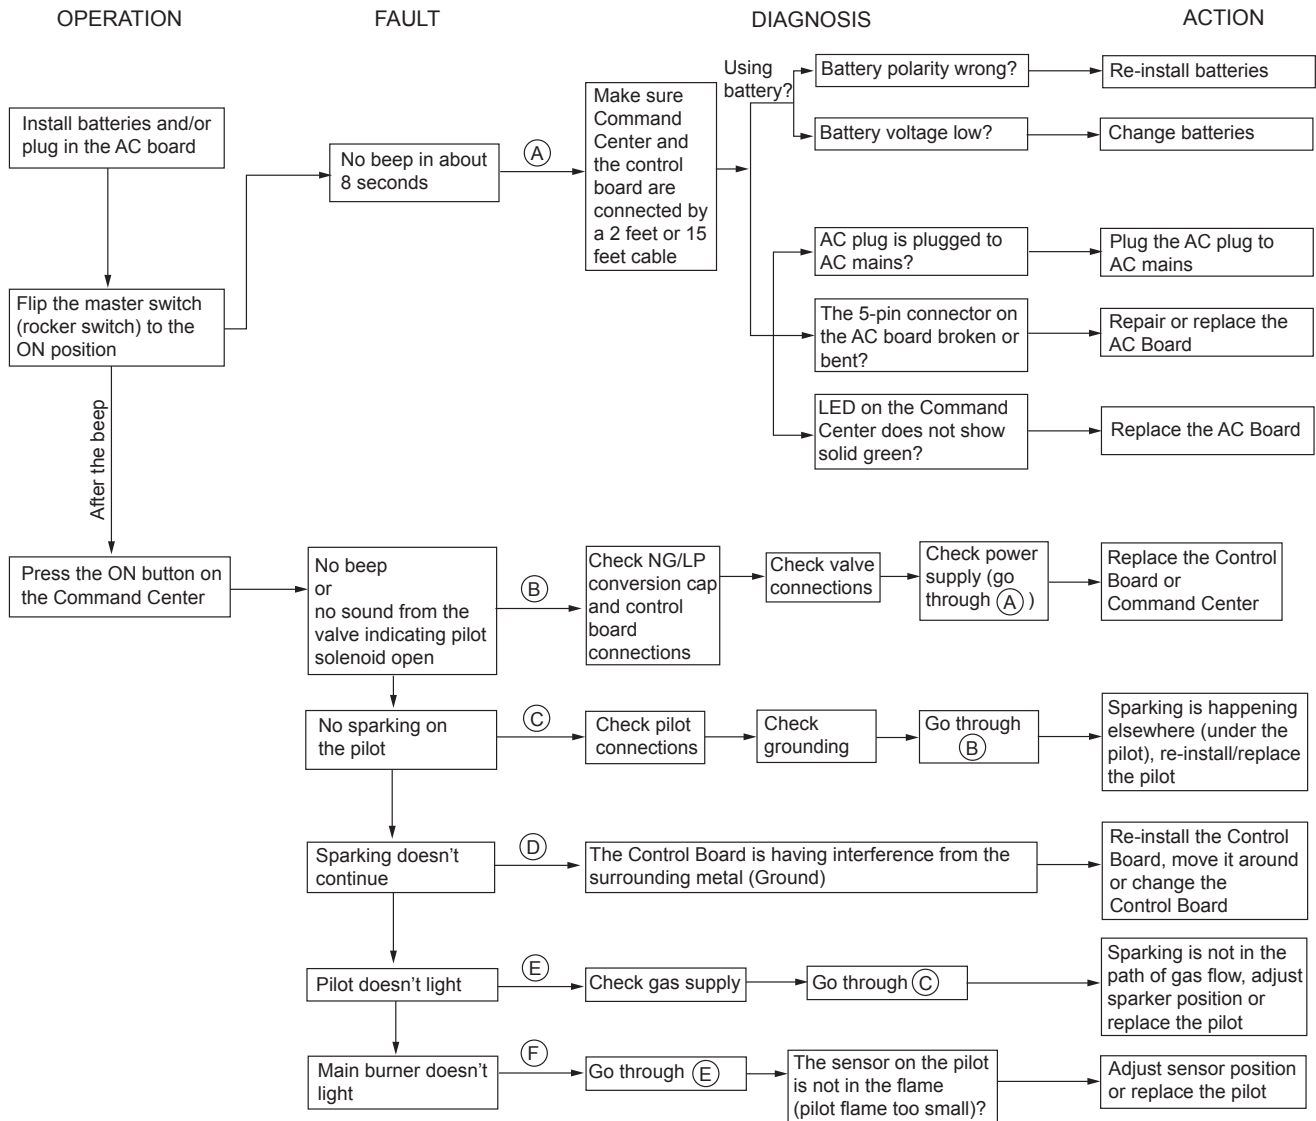 OPERATION
FAULT
DIAGNOSIS
ACTION
Install batteries and/or
plug in the AC board
Flip the master switch
(rocker switch) to the
ON position
After the beep
No beep in about
8 seconds
A
Make sure
Command
Center and
the control
board are
connected by
a 2 feet or 15
feet cable
Using
battery?
Battery polarity wrong?
Re-install batteries
Battery voltage low?
Change batteries
AC plug is plugged to
AC mains?
Plug the AC plug to
AC mains
The 5-pin connector on
the AC board broken or
bent?
Repair or replace the
AC Board
LED on the Command
Center does not show
solid green?
Replace the AC Board
Press the ON button on
the Command Center
No beep
or
no sound from the
valve indicating pilot
solenoid open
B
Check NG/LP
conversion cap
and control
board
connections
Check valve
connections
Check power
supply (go
through A )
Replace the Control
Board or
Command Center
No sparking on
the pilot
C
Check pilot
connections
Check
grounding
Go through
B
Sparking is happening
elsewhere (under the
pilot), re-install/replace
the pilot
Sparking doesn't
continue
D
The Control Board is having interference from the
surrounding metal (Ground)
Re-install the Control
Board, move it around
or change the
Control Board
Pilot doesn't light
E
Check gas supply
Go through C
Sparking is not in the
path of gas flow, adjust
sparker position or
replace the pilot
Main burner doesn't
light
F
Go through E
The sensor on the pilot
is not in the flame
(pilot flame too small)?
Adjust sensor position
or replace the pilot